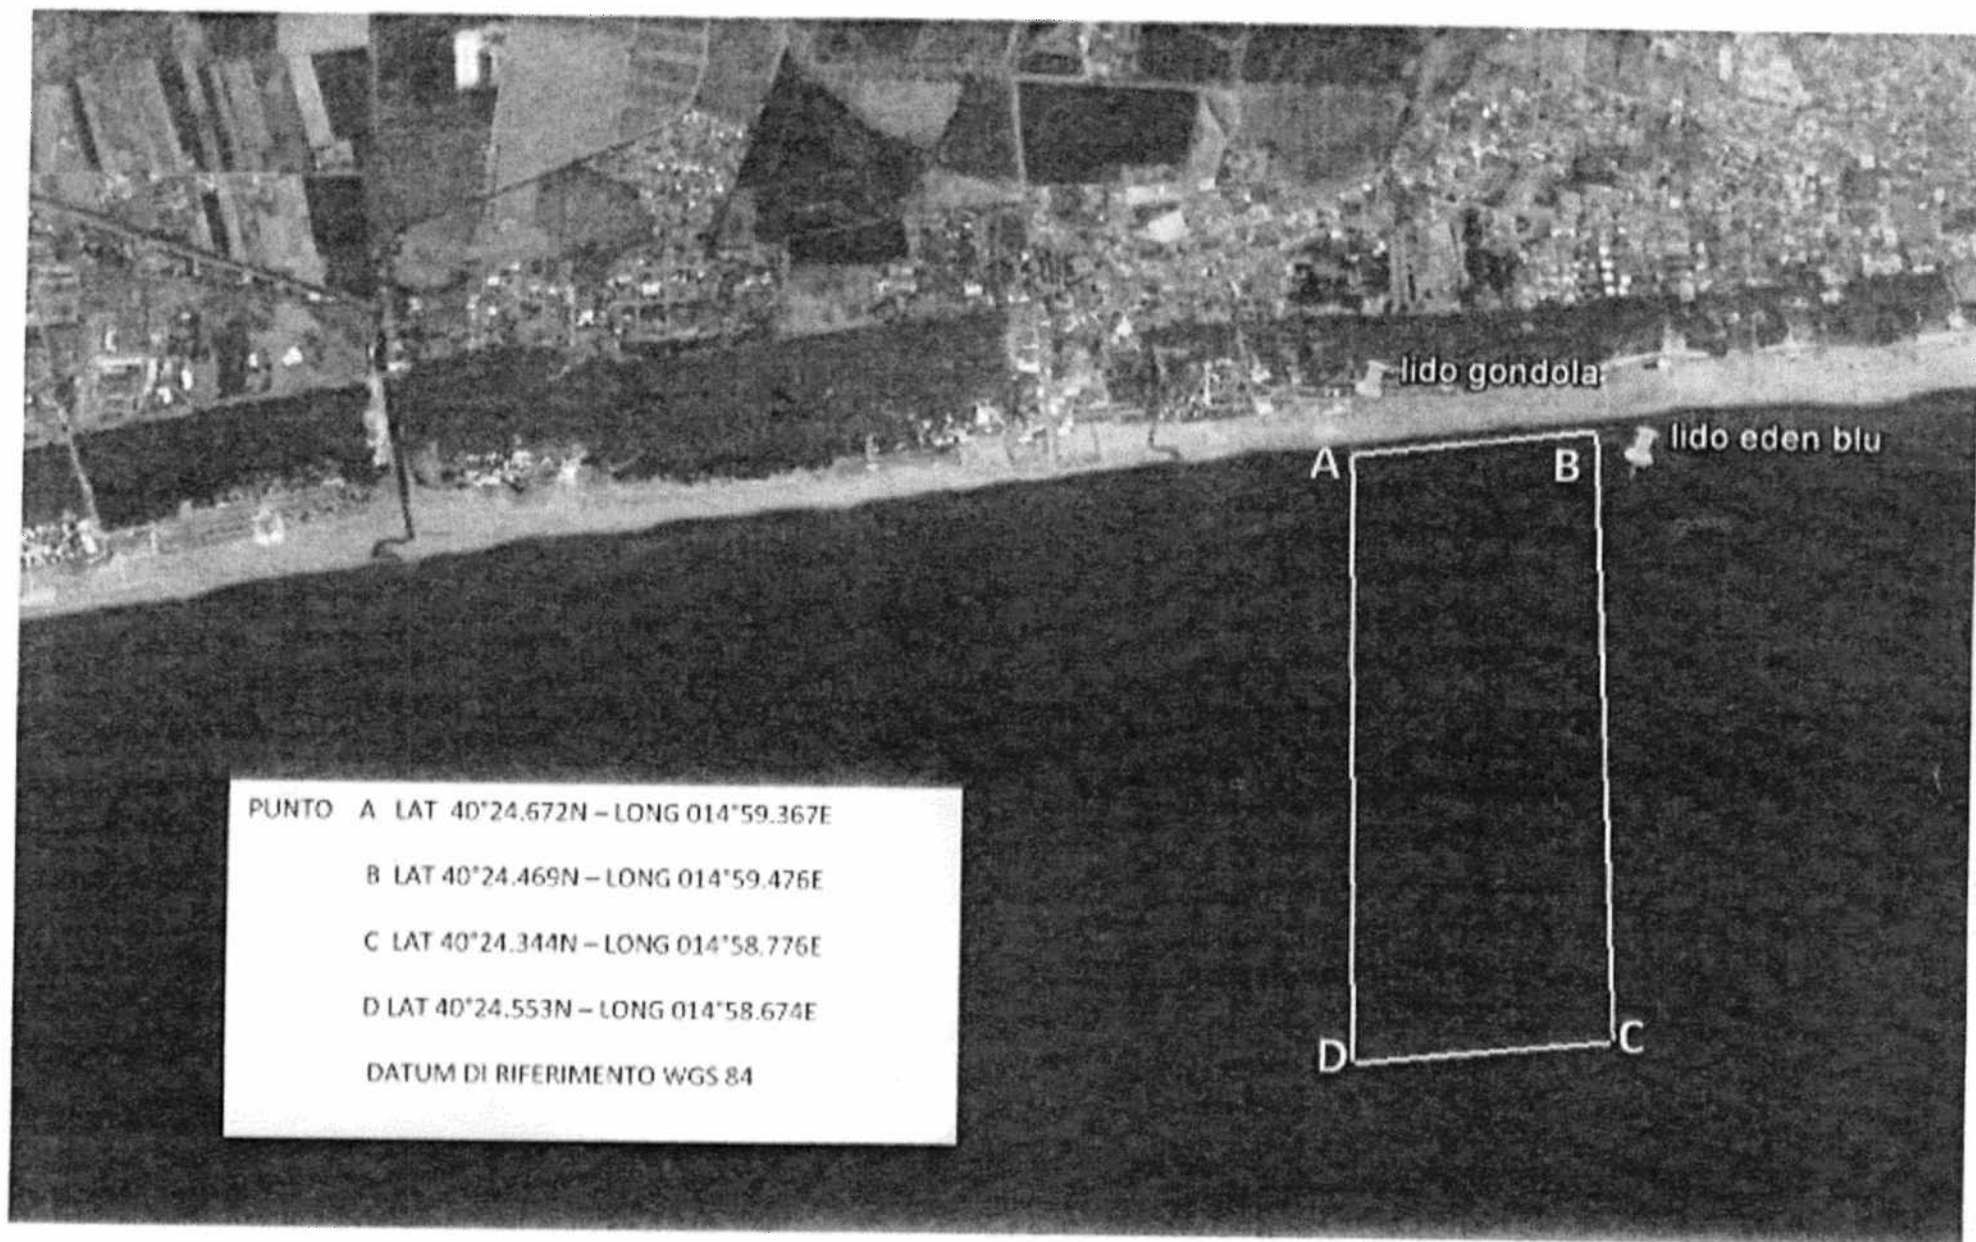 lido gondola
A
B
lido eden blu
PUNTO A LAT 40°24.672N – LONG 014°59.367E
B LAT 40°24.469N – LONG 014°59.476E
C LAT 40°24.344N – LONG 014°58.776E
D LAT 40°24.553N – LONG 014°58.674E
DATUM DI RIFERIMENTO WGS 84
D
C